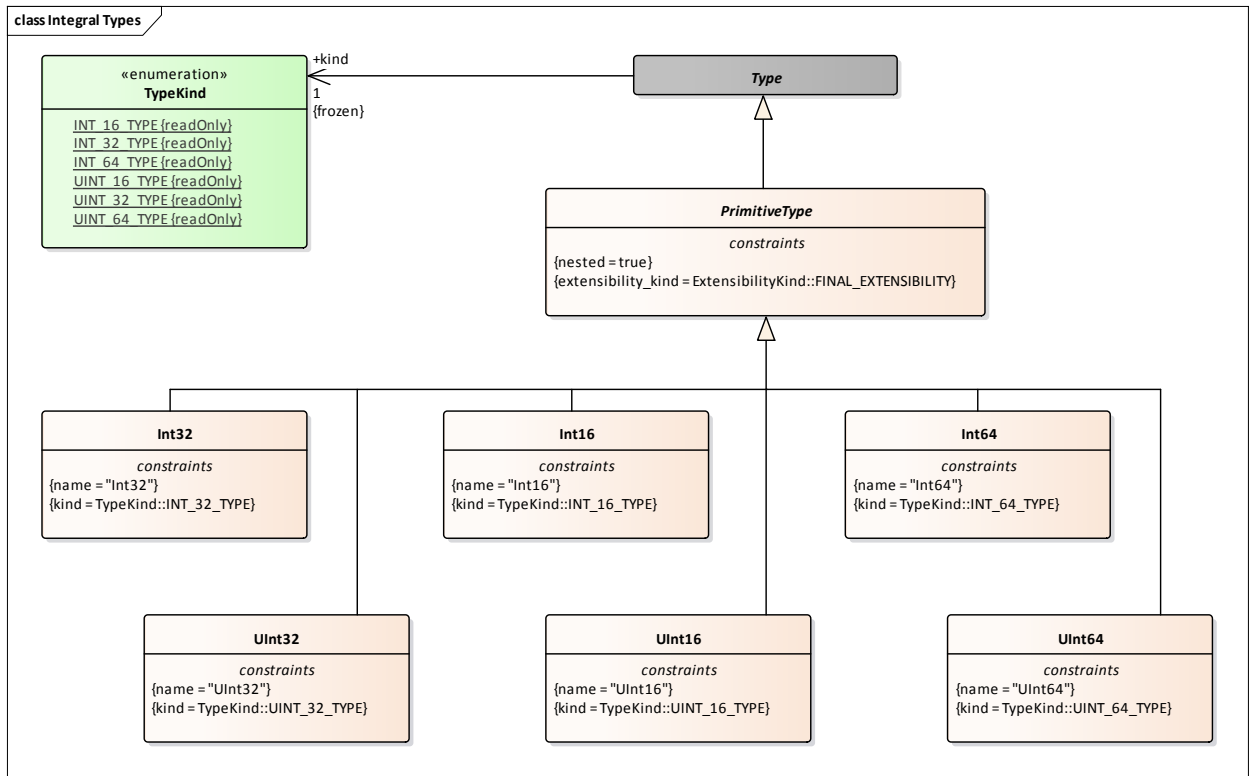 class Integral Types
«enumeration»
TypeKind
INT_16_TYPE {readOnly}
INT_32_TYPE {readOnly}
INT_64_TYPE {readOnly}
UINT_16_TYPE {readOnly}
UINT_32_TYPE {readOnly}
UINT_64_TYPE {readOnly}
+kind
1
{frozen}
Type
PrimitiveType
constraints
{nested = true}
{extensibility_kind = ExtensibilityKind::FINAL_EXTENSIBILITY}
Int32
constraints
{name = "Int32"}
{kind = TypeKind::INT_32_TYPE}
Int16
constraints
{name = "Int16"}
{kind = TypeKind::INT_16_TYPE}
Int64
constraints
{name = "Int64"}
{kind = TypeKind::INT_64_TYPE}
UInt32
constraints
{name = "UInt32"}
{kind = TypeKind::UINT_32_TYPE}
UInt16
constraints
{name = "UInt16"}
{kind = TypeKind::UINT_16_TYPE}
UInt64
constraints
{name = "UInt64"}
{kind = TypeKind::UINT_64_TYPE}